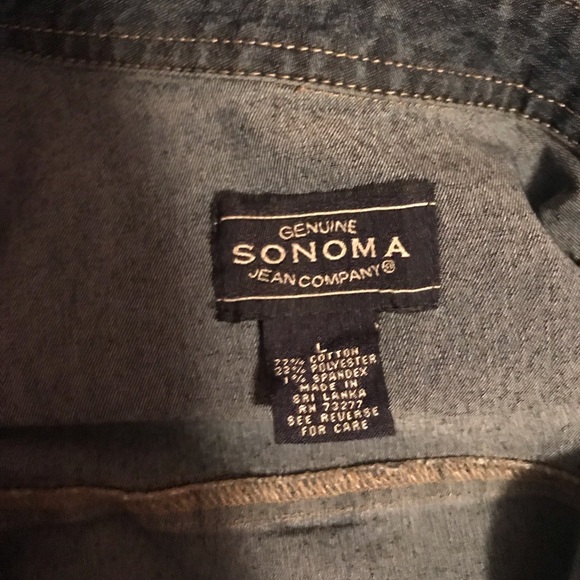 GENUINE
SONOMA
JEAN COMPANY®
L
77% COTTON
22% POLYESTER
1% SPANDEX
MADE IN
SRI LANKA
RN 73277
SEE REVERSE
FOR CARE